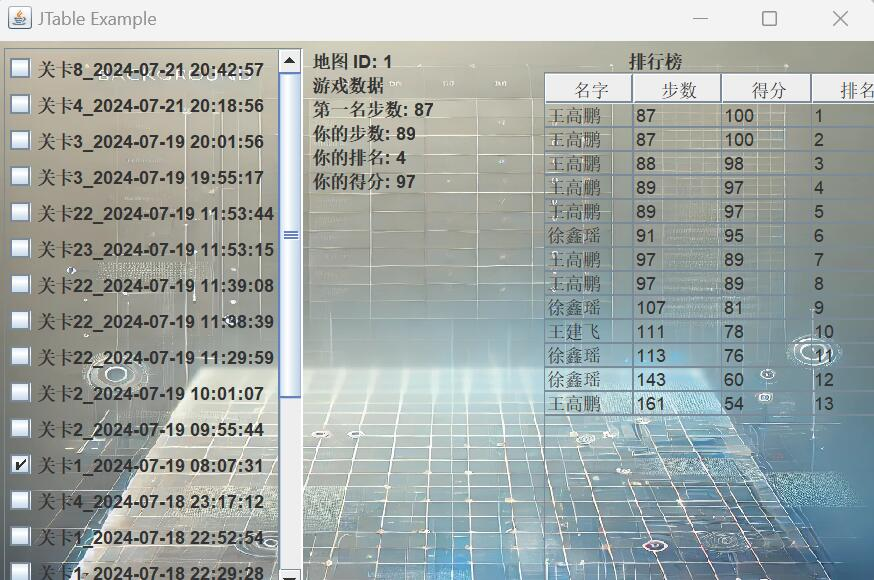 JTable Example
关卡8_2024-07-21 20:42:57
关卡4_2024-07-21 20:18:56
关卡3_2024-07-19 20:01:56
关卡3_2024-07-19 19:55:17
关卡22_2024-07-19 11:53:44
关卡23_2024-07-19 11:53:15
关卡22_2024-07-19 11:39:08
关卡22_2024-07-19 11:38:39
关卡22_2024-07-19 11:29:59
关卡2_2024-07-19 10:01:07
关卡2_2024-07-19 09:55:44
关卡1_2024-07-19 08:07:31
关卡4_2024-07-18 23:17:12
关卡1_2024-07-18 22:52:54
关卡1_2024-07-18 22:29:28
BACKGROUND
地图 ID: 1
游戏数据
第一名步数: 87
你的步数: 89
你的排名: 4
你的得分: 97
排行榜
名字 步数 得分 排名
王高鹏 87 100 1
王高鹏 87 100 2
王高鹏 88 98 3
王高鹏 89 97 4
王高鹏 89 97 5
徐鑫瑶 91 95 6
王高鹏 97 89 7
王高鹏 97 89 8
徐鑫瑶 107 81 9
王建飞 111 78 10
徐鑫瑶 113 76 11
徐鑫瑶 143 60 12
王高鹏 161 54 13